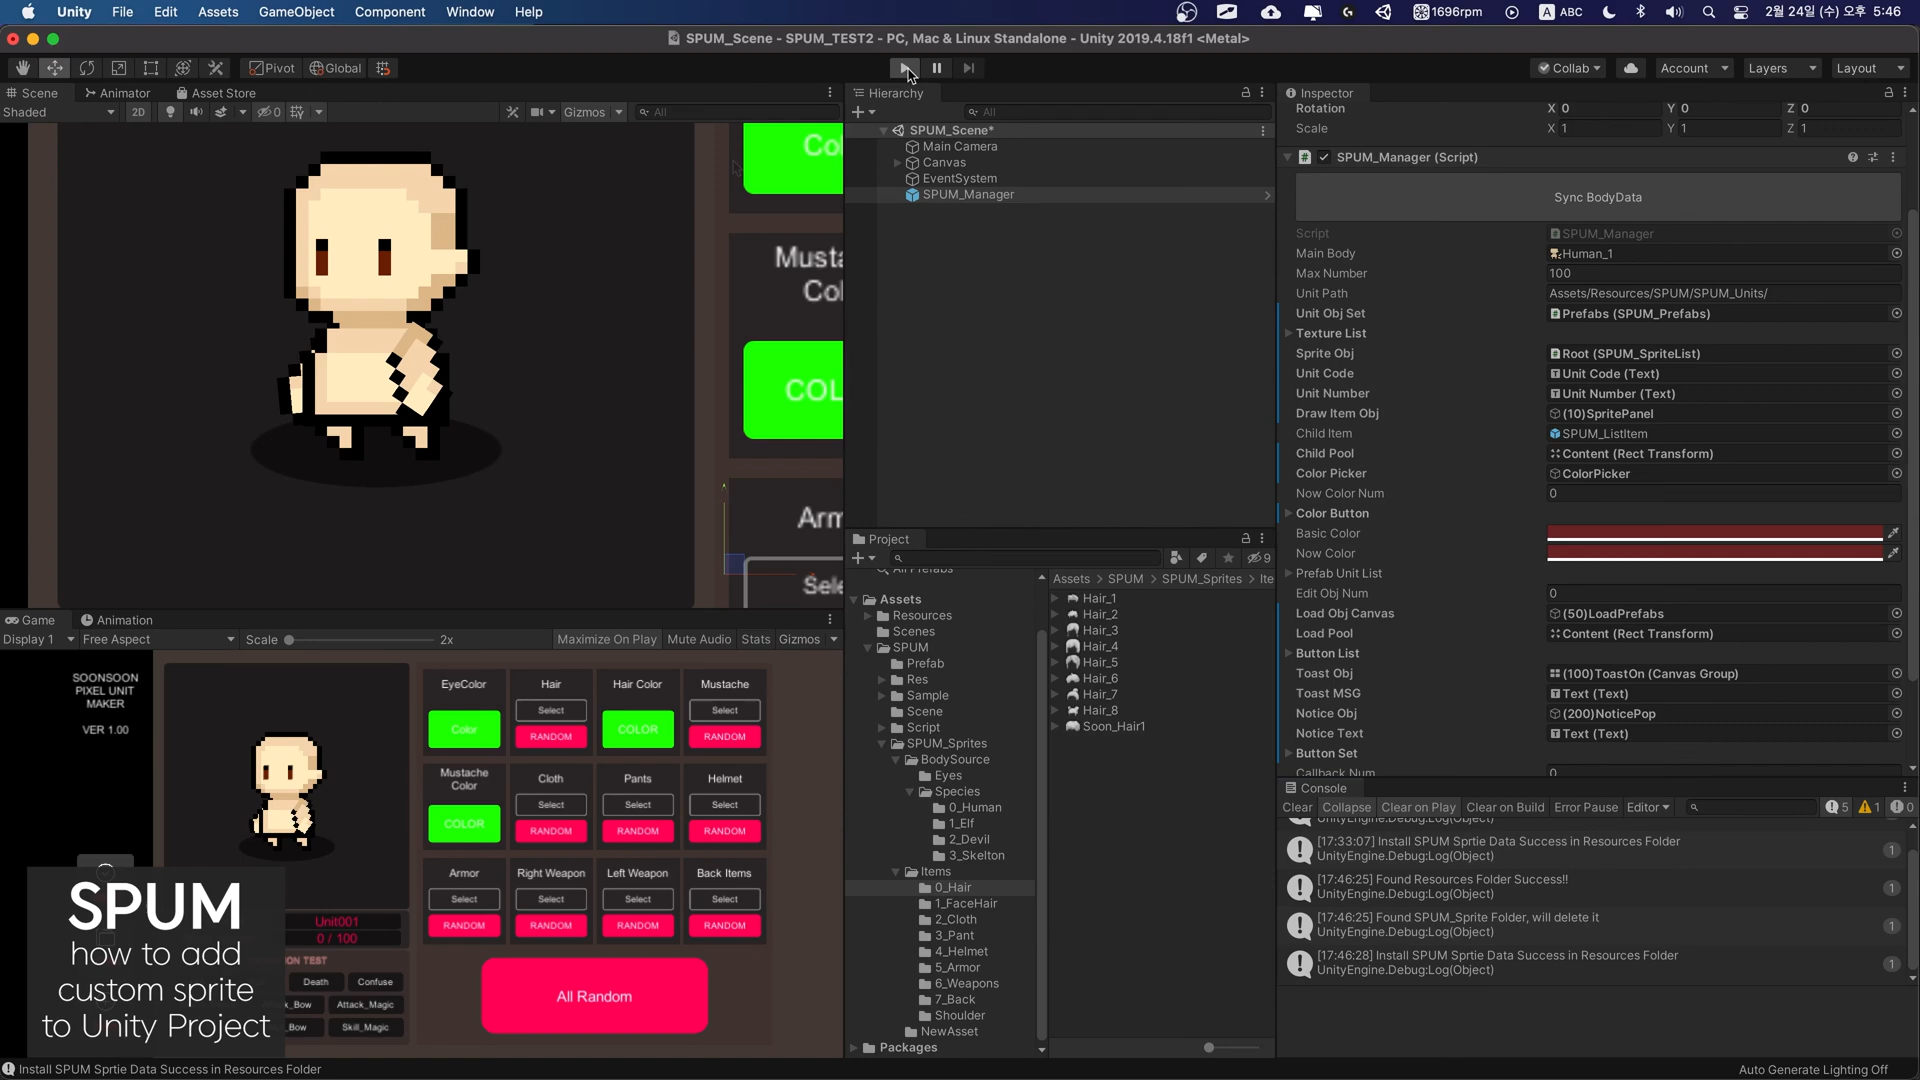 Unity File Edit Assets GameObject Component Window Help 1696rpm A ABC 2월 24일 (수) 오후 5:46
SPUM_Scene - SPUM_TEST2 - PC, Mac & Linux Standalone - Unity 2019.4.18f1 <Metal>
Pivot Global Collab Account Layers Layout
Scene Animator Asset Store
Shaded 2D 0 Gizmos All
Mustа
Col
COL
Arm
Sele
Game Animation
Display 1 Free Aspect Scale 2x Maximize On Play Mute Audio Stats Gizmos
SOONSOON
PIXEL UNIT
MAKER
VER 1.00
EyeColor Hair Hair Color Mustache
Color Select RANDOM COLOR Select RANDOM
Mustache Color Cloth Pants Helmet
COLOR Select RANDOM Select RANDOM Select RANDOM
Armor Right Weapon Left Weapon Back Items
Select Select Select Select
RANDOM RANDOM RANDOM RANDOM
All Random
Unit001
0 / 100
ION TEST
Death Confuse
k_Bow Attack_Magic
_Bow Skill_Magic
SPUM
how to add
custom sprite
to Unity Project
Hierarchy
All
SPUM_Scene*
Main Camera
Canvas
EventSystem
SPUM_Manager
Project
9
All Prefabs
Assets
Resources
Scenes
SPUM
Prefab
Res
Sample
Scene
Script
SPUM_Sprites
BodySource
Eyes
Species
0_Human
1_Elf
2_Devil
3_Skelton
Items
0_Hair
1_FaceHair
2_Cloth
3_Pant
4_Helmet
5_Armor
6_Weapons
7_Back
Shoulder
NewAsset
Packages
Assets > SPUM > SPUM_Sprites > Ite
Hair_1
Hair_2
Hair_3
Hair_4
Hair_5
Hair_6
Hair_7
Hair_8
Soon_Hair1
Inspector
Rotation X 0 Y 0 Z 0
Scale X 1 Y 1 Z 1
SPUM_Manager (Script)
Sync BodyData
Script SPUM_Manager
Main Body Human_1
Max Number 100
Unit Path Assets/Resources/SPUM/SPUM_Units/
Unit Obj Set Prefabs (SPUM_Prefabs)
Texture List
Sprite Obj Root (SPUM_SpriteList)
Unit Code Unit Code (Text)
Unit Number Unit Number (Text)
Draw Item Obj (10)SpritePanel
Child Item SPUM_ListItem
Child Pool Content (Rect Transform)
Color Picker ColorPicker
Now Color Num 0
Color Button
Basic Color
Now Color
Prefab Unit List
Edit Obj Num 0
Load Obj Canvas (50)LoadPrefabs
Load Pool Content (Rect Transform)
Button List
Toast Obj (100)ToastOn (Canvas Group)
Toast MSG Text (Text)
Notice Obj (200)NoticePop
Notice Text Text (Text)
Button Set
Callback Num 0
Console
Clear Collapse Clear on Play Clear on Build Error Pause Editor 5 1 0
UnityEngine.Debug:Log(Object)
[17:33:07] Install SPUM Sprtie Data Success in Resources Folder
UnityEngine.Debug:Log(Object) 1
[17:46:25] Found Resources Folder Success!!
UnityEngine.Debug:Log(Object) 1
[17:46:25] Found SPUM_Sprite Folder, will delete it
UnityEngine.Debug:Log(Object) 1
[17:46:28] Install SPUM Sprtie Data Success in Resources Folder
UnityEngine.Debug:Log(Object) 1
Install SPUM Sprtie Data Success in Resources Folder
Auto Generate Lighting Off